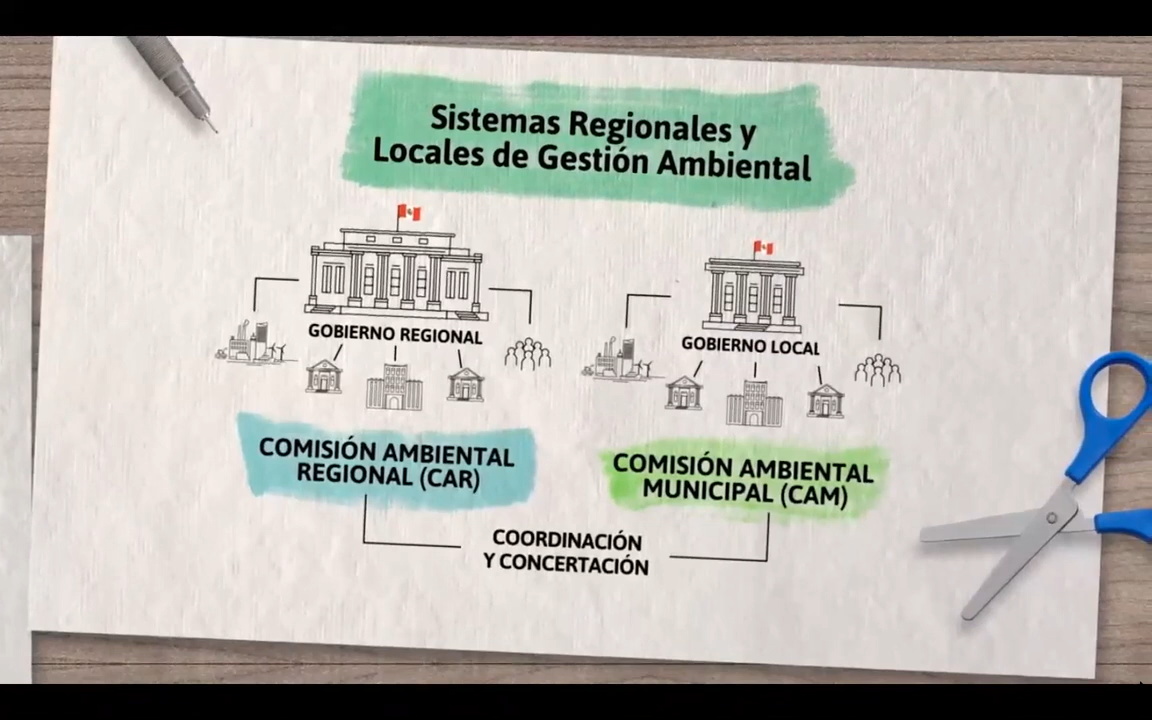 Sistemas Regionales y
Locales de Gestión Ambiental
GOBIERNO REGIONAL
GOBIERNO LOCAL
COMISIÓN AMBIENTAL
REGIONAL (CAR)
COMISIÓN AMBIENTAL
MUNICIPAL (CAM)
COORDINACIÓN
Y CONCERTACIÓN